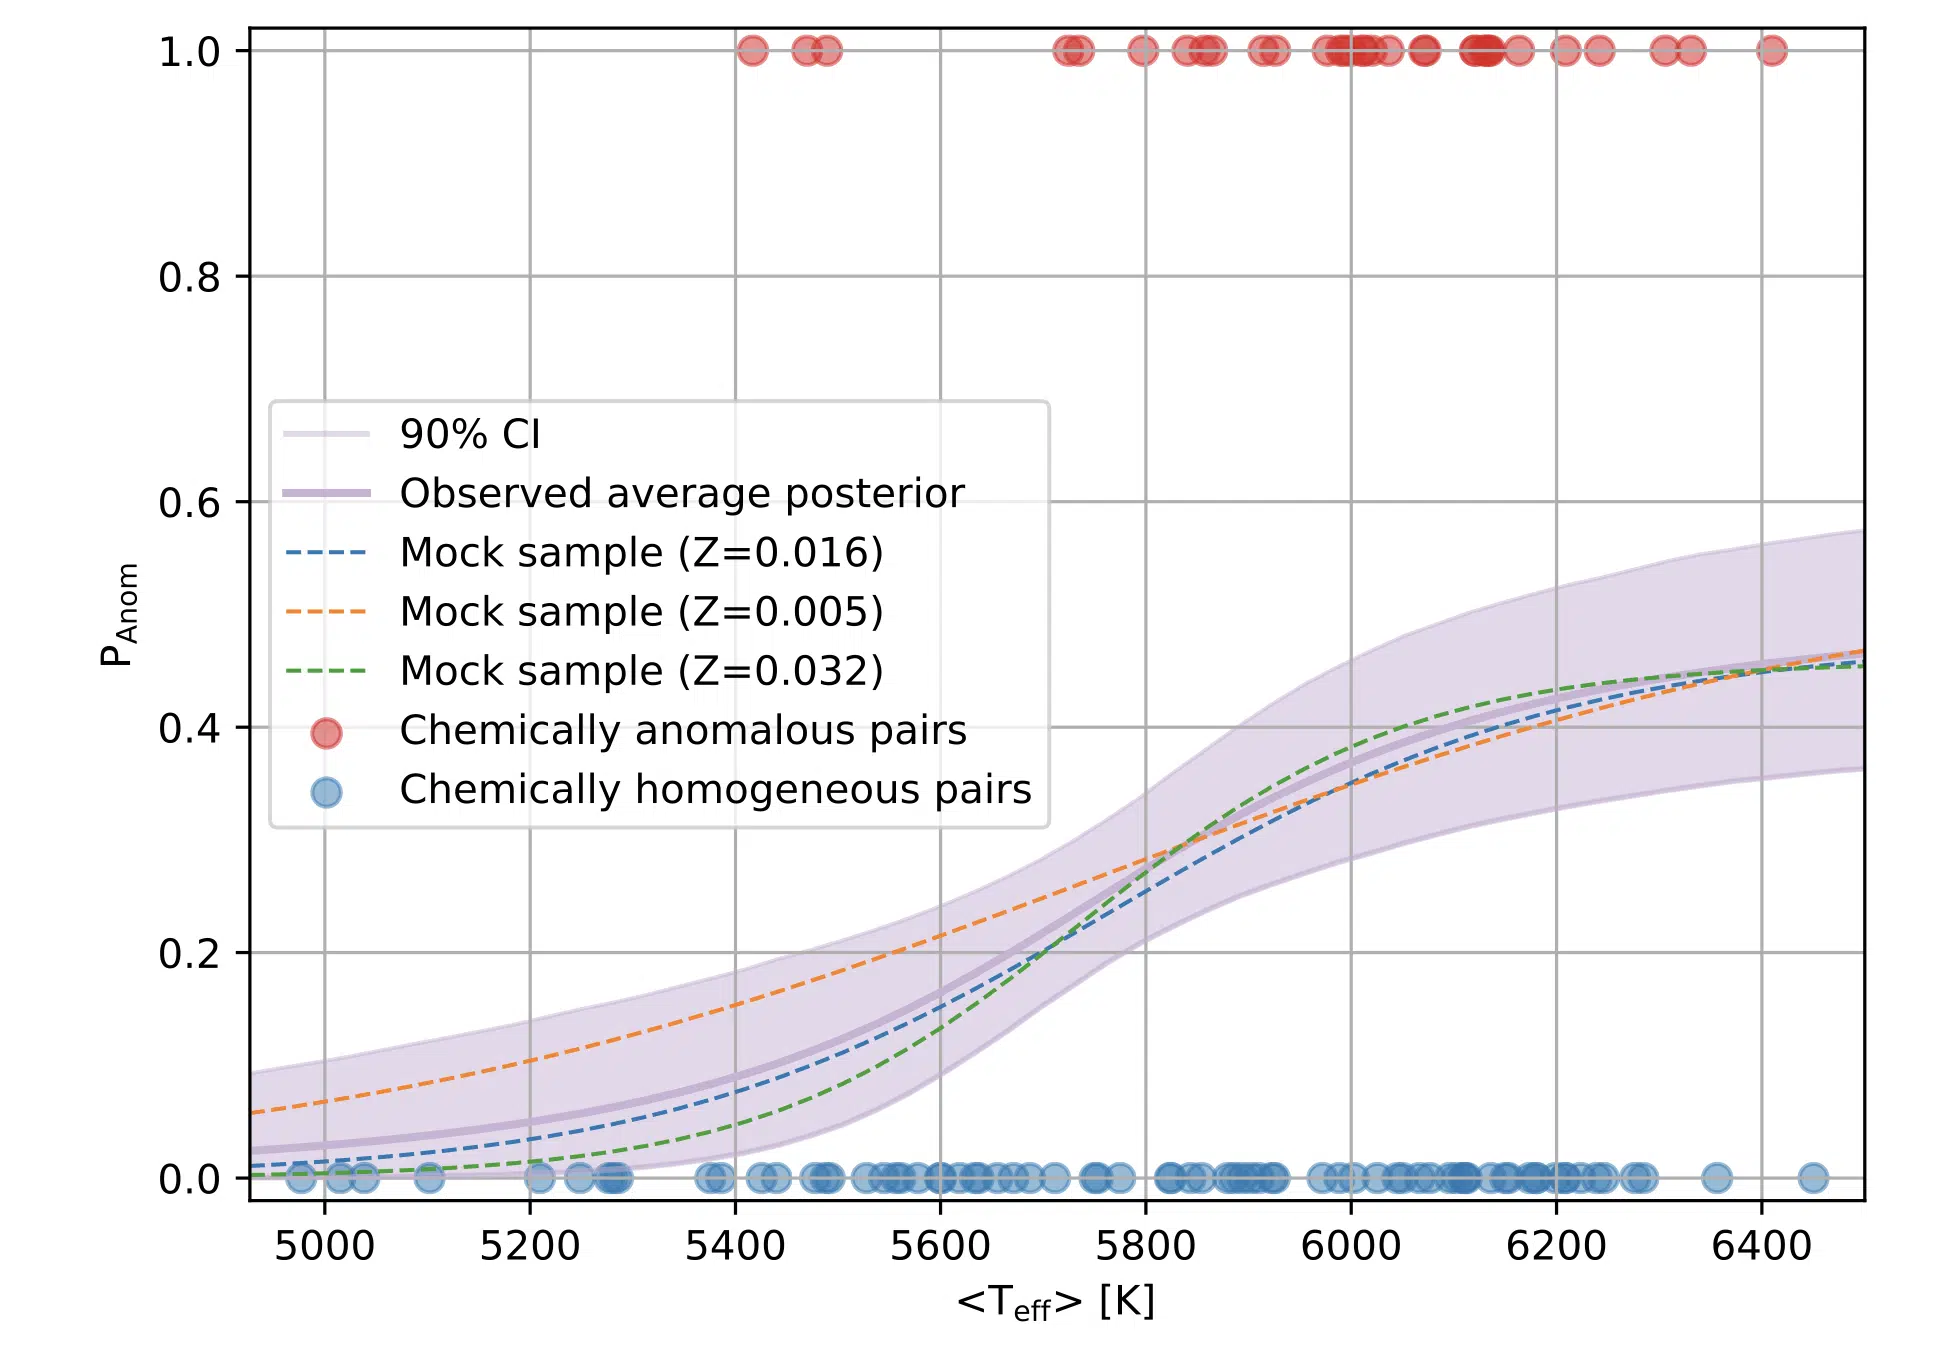 1.0
0.8
0.6
0.4
0.2
0.0
P_Anom
90% CI
Observed average posterior
Mock sample (Z=0.016)
Mock sample (Z=0.005)
Mock sample (Z=0.032)
Chemically anomalous pairs
Chemically homogeneous pairs
5000 5200 5400 5600 5800 6000 6200 6400
<T_eff> [K]